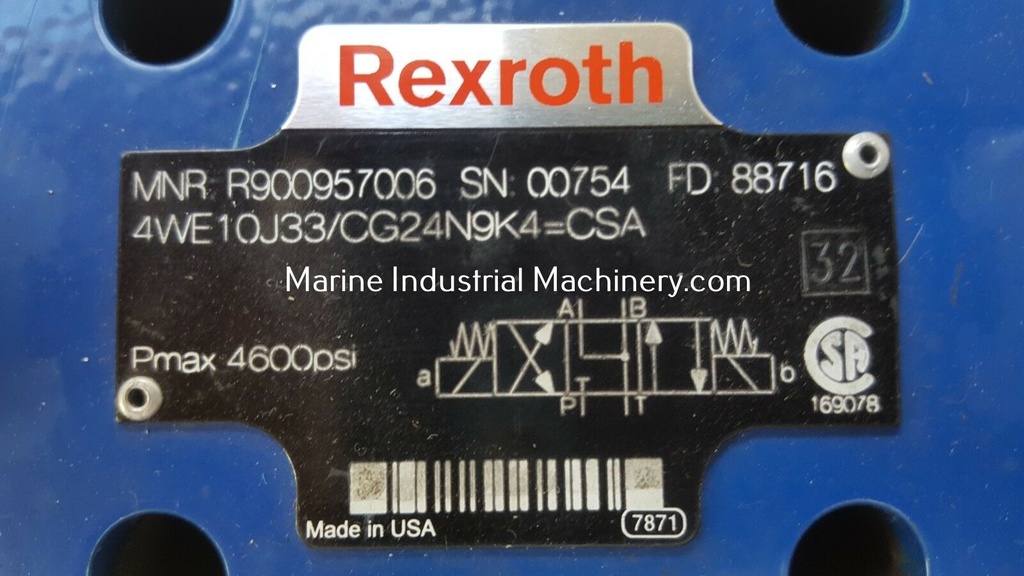 Rexroth
MNR: R900957006 SN: 00754 FD: 88716
4WE10J33/CG24N9K4=CSA
32
Marine Industrial Machinery.com
A B
Pmax 4600psi
a b
T
P T
CSA
169078
Made in USA
7871